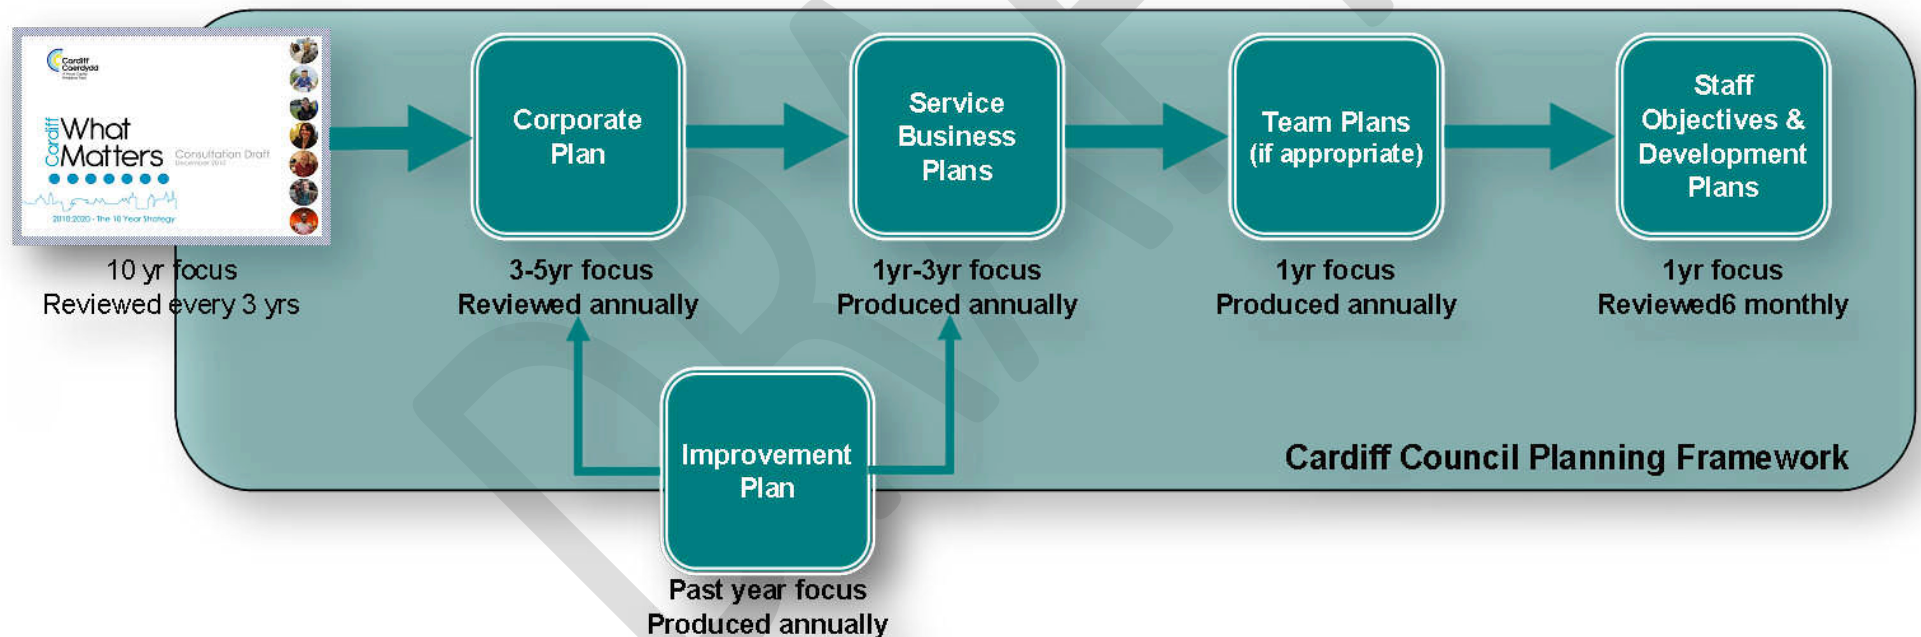 Cardiff
Caerdydd
Cardiff
What
Matters
Consultation Draft
December 2010
2010-2020 - The 10 Year Strategy
10 yr focus
Reviewed every 3 yrs
Corporate
Plan
3-5yr focus
Reviewed annually
Service
Business
Plans
1yr-3yr focus
Produced annually
Team Plans
(if appropriate)
1yr focus
Produced annually
Staff
Objectives &
Development
Plans
1yr focus
Reviewed6 monthly
Improvement
Plan
Past year focus
Produced annually
Cardiff Council Planning Framework
DRAFT